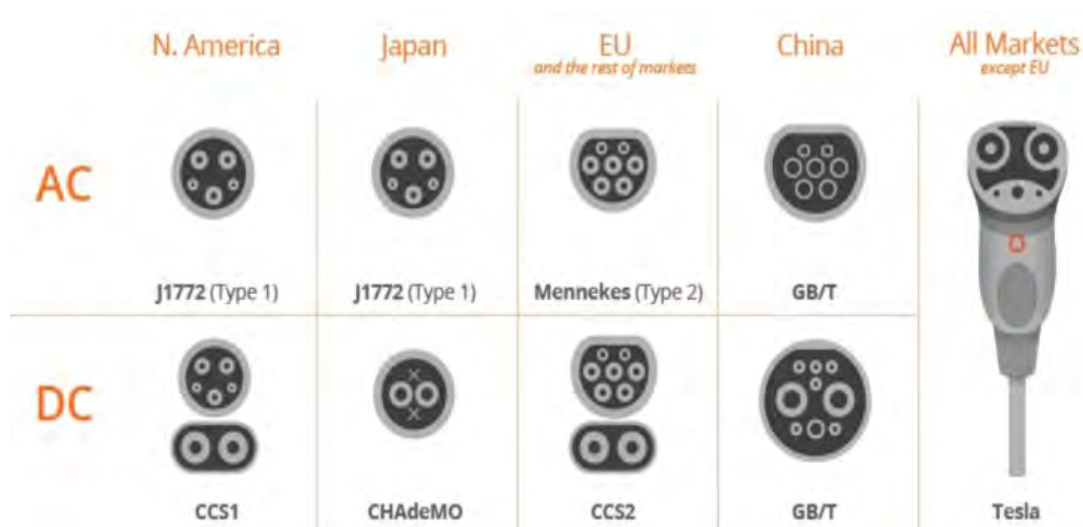 N. America
Japan
EU
and the rest of markets
China
All Markets
except EU
AC
J1772 (Type 1)
J1772 (Type 1)
Mennekes (Type 2)
GB/T
DC
CCS1
CHAdeMO
CCS2
GB/T
Tesla